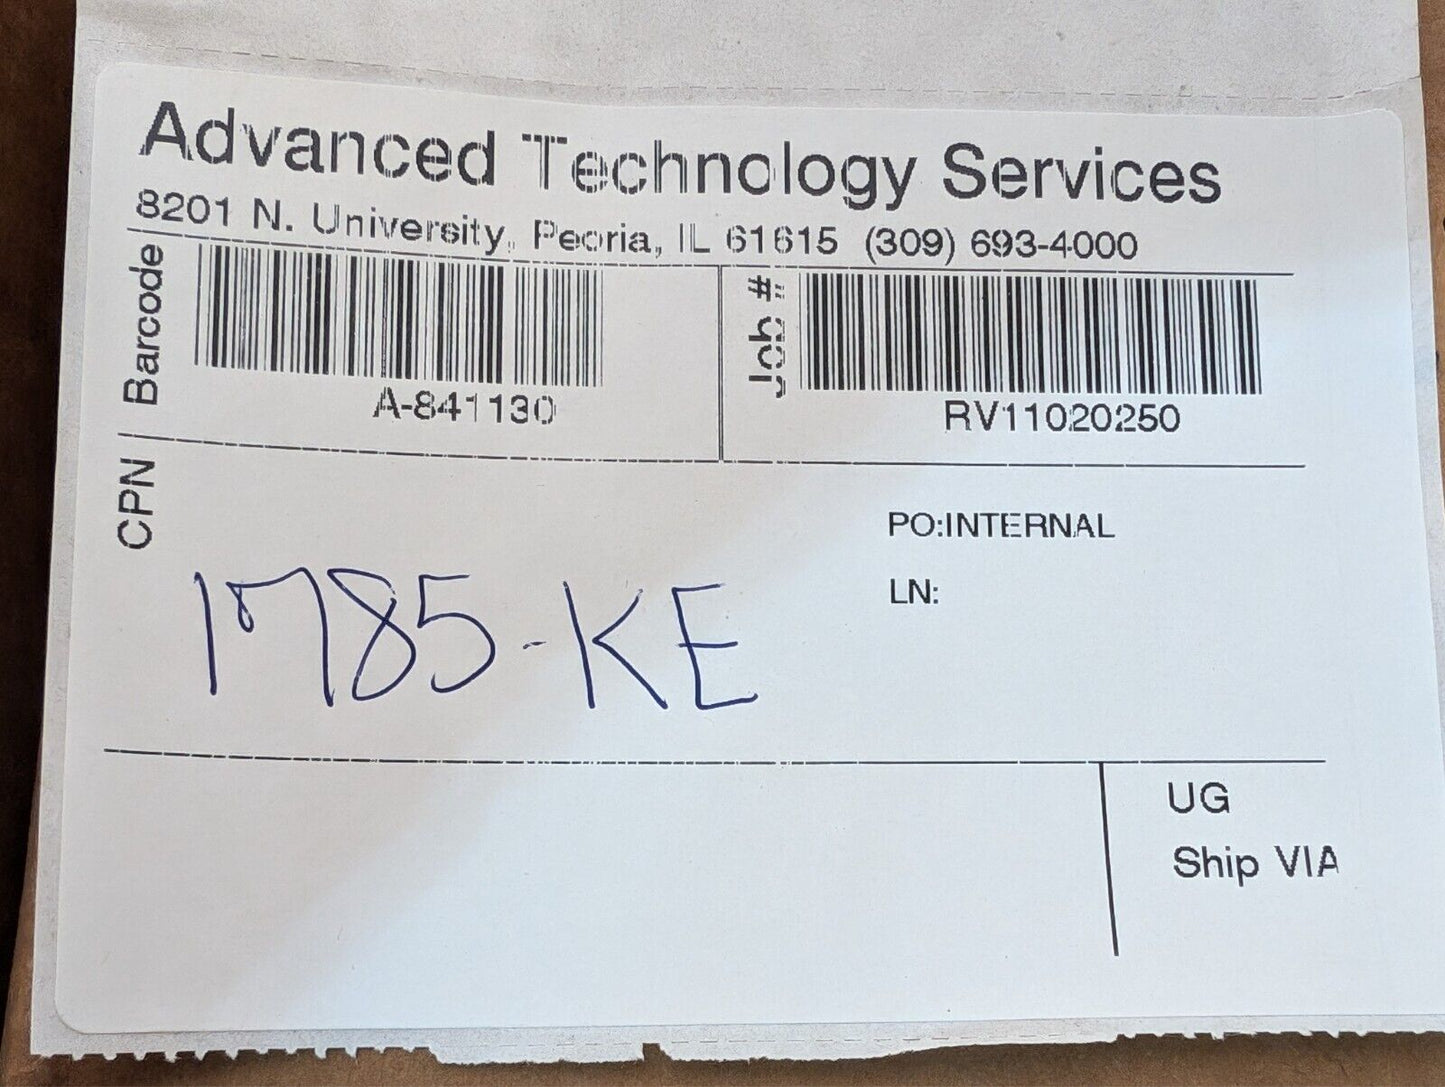 Advanced Technology Services
8201 N. University, Peoria, IL 61615 (309) 693-4000
Barcode
A-841130
Job #:
RV11020250
CPN
1785-KE
PO:INTERNAL
LN:
UG
Ship VIA